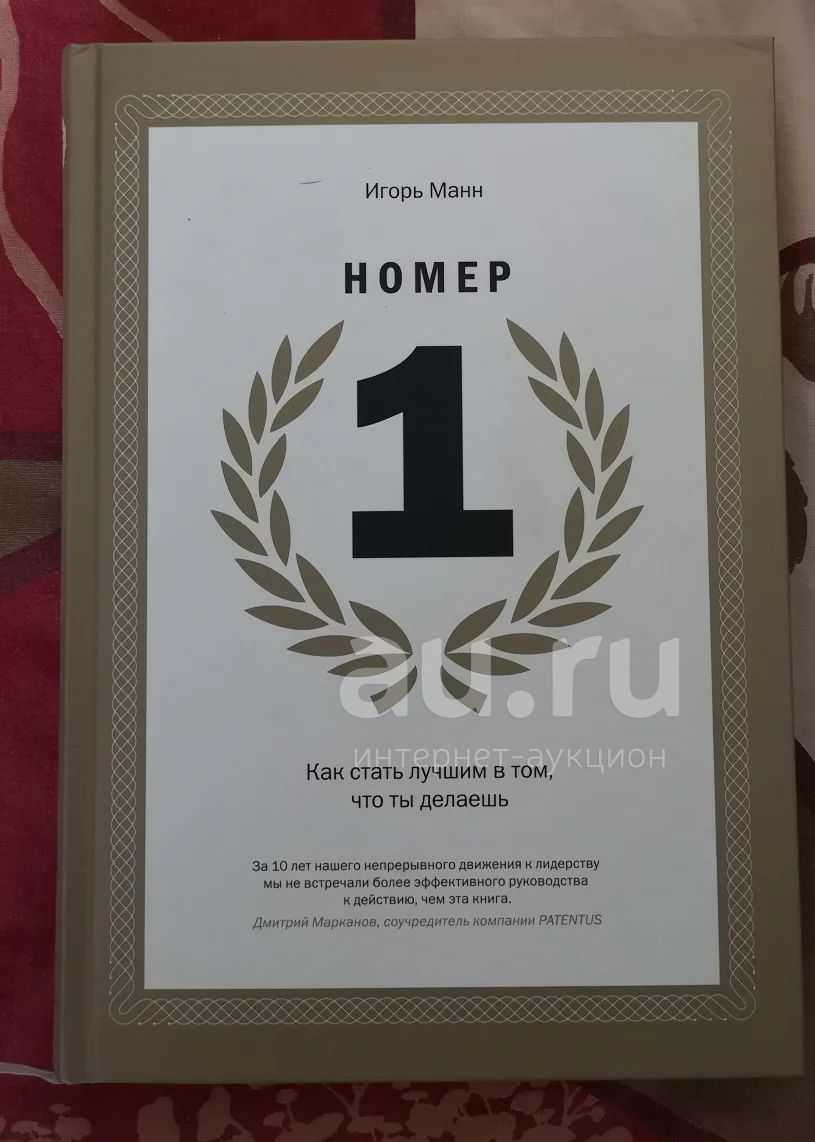 Игорь Манн
НОМЕР
1
au.ru
интернет-аукцион
Как стать лучшим в том,
что ты делаешь
За 10 лет нашего непрерывного движения к лидерству
мы не встречали более эффективного руководства
к действию, чем эта книга.
Дмитрий Марканов, соучредитель компании PATENTUS